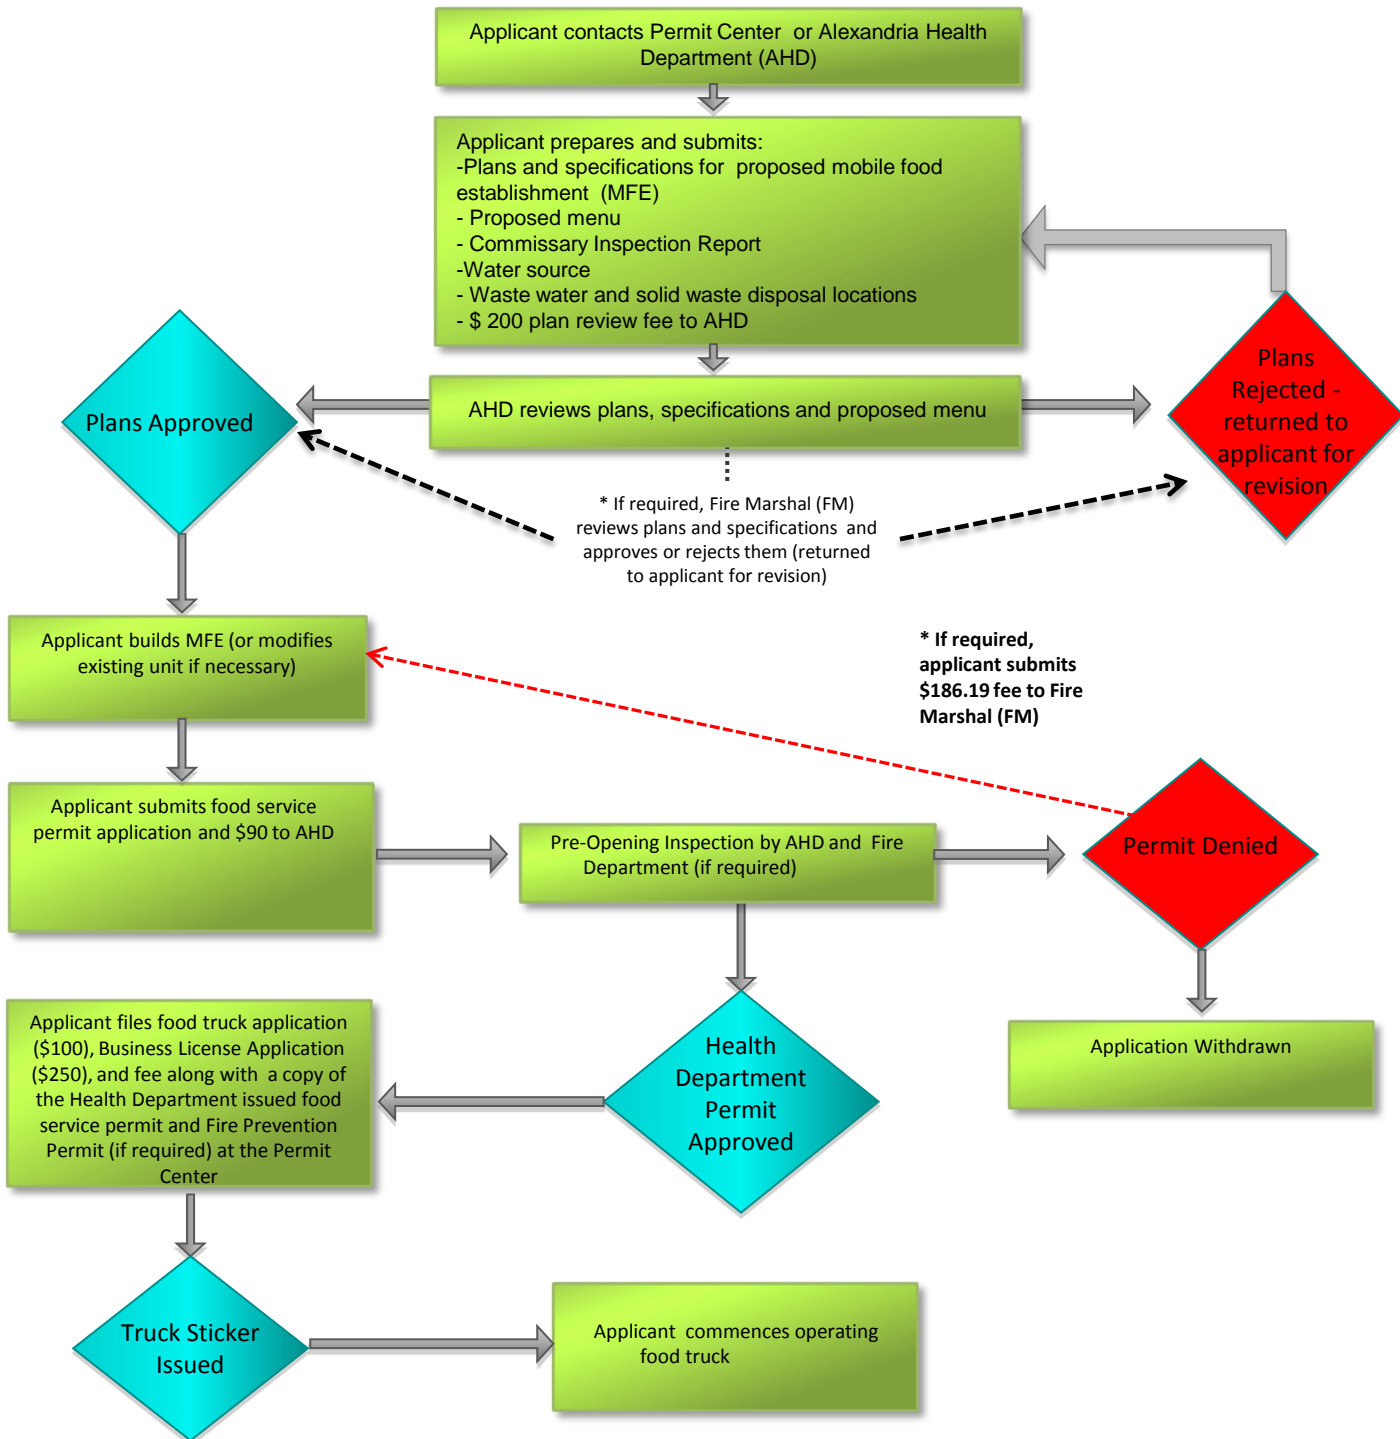 Applicant contacts Permit Center or Alexandria Health
Department (AHD)
Applicant prepares and submits:
-Plans and specifications for proposed mobile food
establishment (MFE)
- Proposed menu
- Commissary Inspection Report
-Water source
- Waste water and solid waste disposal locations
- $ 200 plan review fee to AHD
Plans Approved
AHD reviews plans, specifications and proposed menu
Plans
Rejected -
returned to
applicant for
revision
* If required, Fire Marshal (FM)
reviews plans and specifications and
approves or rejects them (returned
to applicant for revision)
Applicant builds MFE (or modifies
existing unit if necessary)
* If required,
applicant submits
$186.19 fee to Fire
Marshal (FM)
Applicant submits food service
permit application and $90 to AHD
Pre-Opening Inspection by AHD and Fire
Department (if required)
Permit Denied
Applicant files food truck application
($100), Business License Application
($250), and fee along with a copy of
the Health Department issued food
service permit and Fire Prevention
Permit (if required) at the Permit
Center
Health
Department
Permit
Approved
Application Withdrawn
Truck Sticker
Issued
Applicant commences operating
food truck